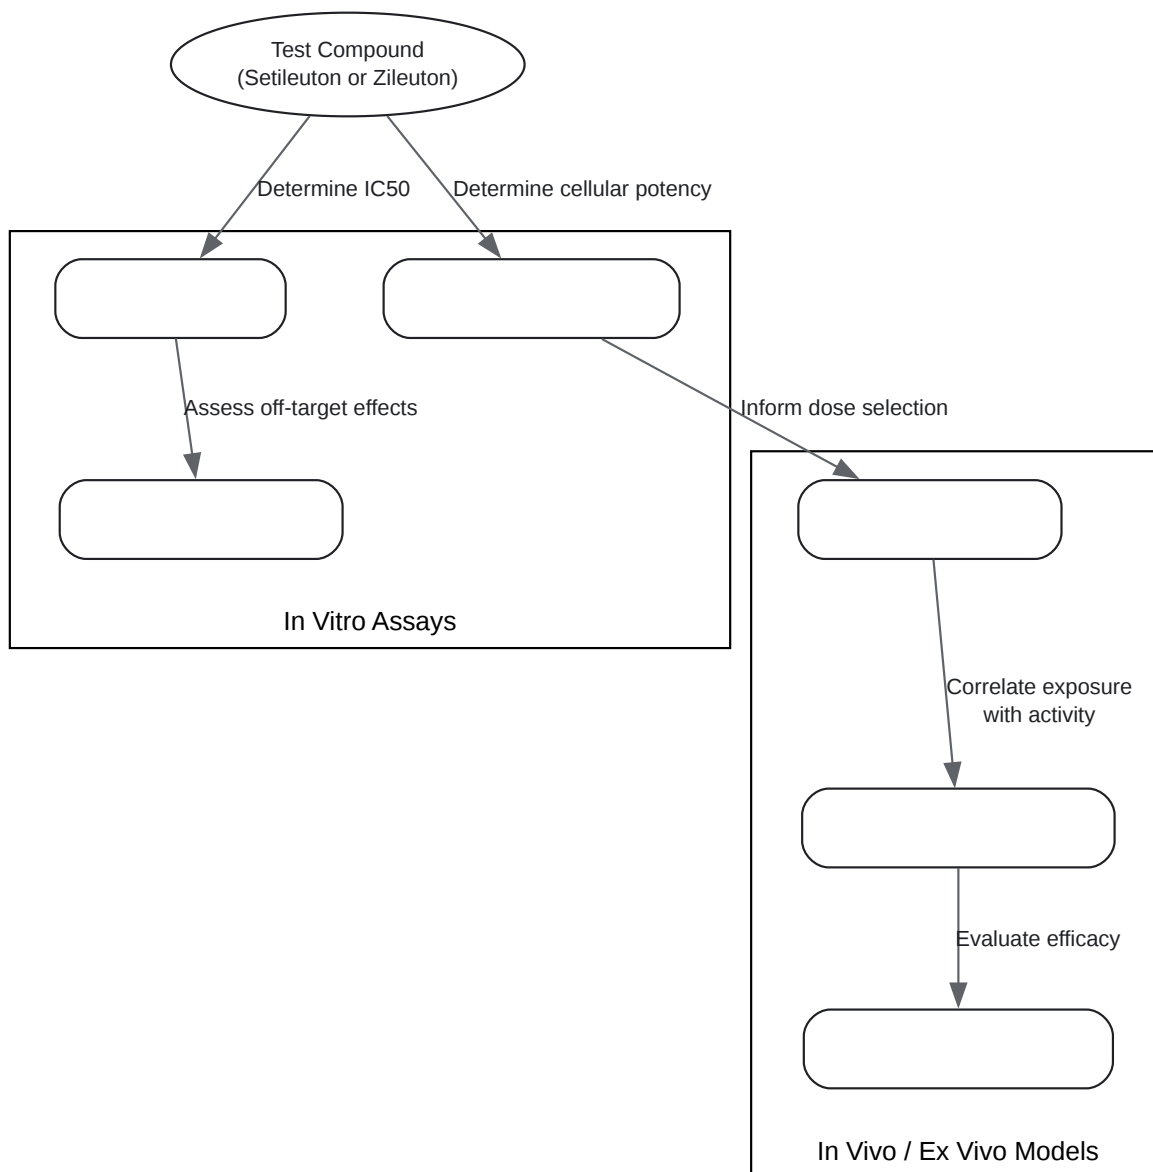 Test Compound
(Setileuton or Zileuton)
Determine IC50
Determine cellular potency
Assess off-target effects
Inform dose selection
In Vitro Assays
Correlate exposure
with activity
Evaluate efficacy
In Vivo / Ex Vivo Models